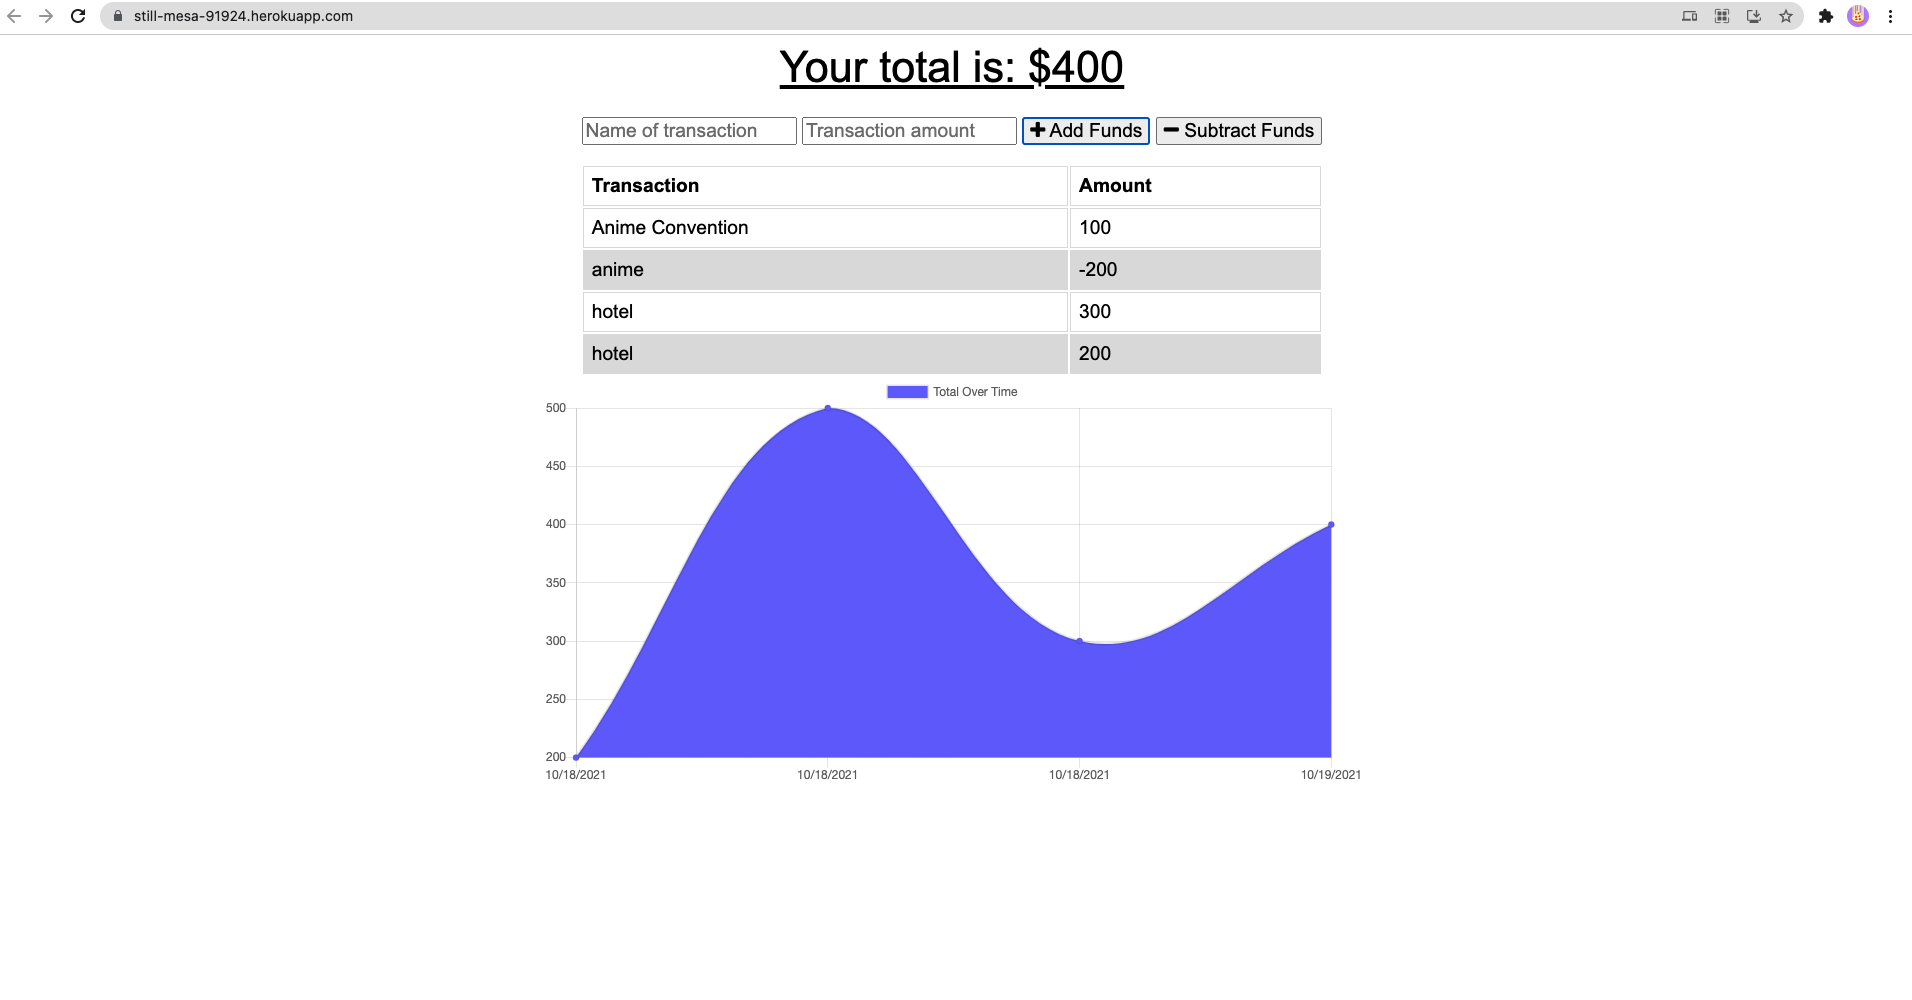 still-mesa-91924.herokuapp.com
Your total is: $400
Name of transaction Transaction amount Add Funds Subtract Funds
Transaction Amount
Anime Convention 100
anime -200
hotel 300
hotel 200
Total Over Time
500
450
400
350
300
250
200
10/18/2021 10/18/2021 10/18/2021 10/19/2021